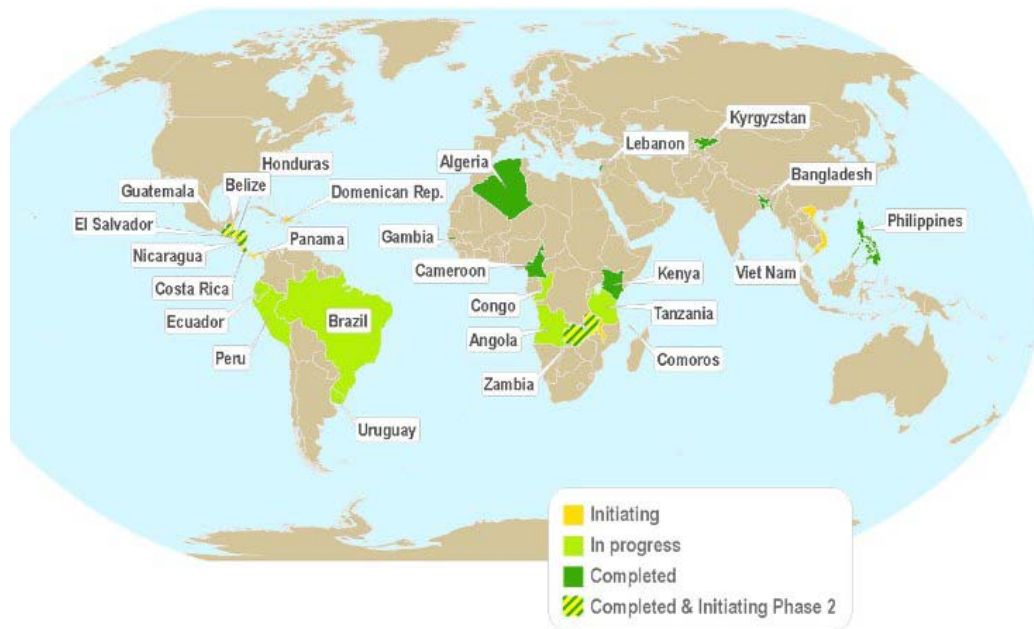 Kyrgyzstan
Lebanon
Honduras
Algeria
Bangladesh
Guatemala
Belize
Domenican Rep.
El Salvador
Philippines
Gambia
Panama
Nicaragua
Cameroon
Kenya
Viet Nam
Costa Rica
Congo
Tanzania
Ecuador
Brazil
Angola
Peru
Comoros
Zambia
Uruguay
Initiating
In progress
Completed
Completed & Initiating Phase 2